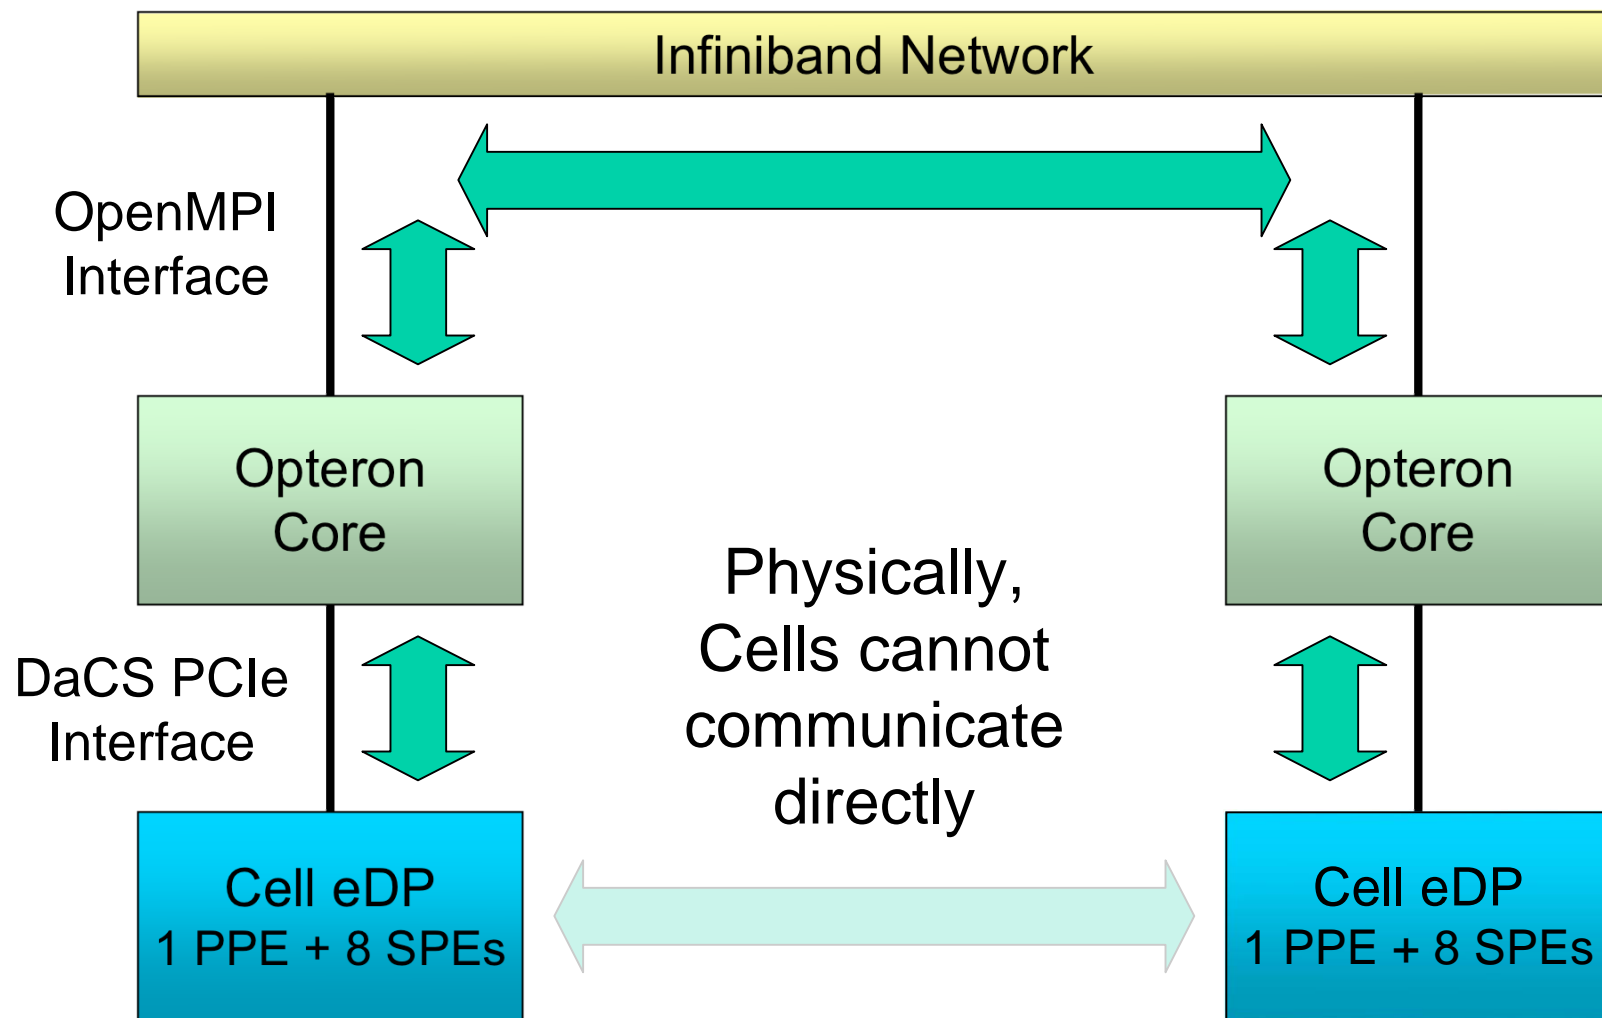 Infiniband Network
OpenMPI
Interface
Opteron
Core
Opteron
Core
Physically,
Cells cannot
communicate
directly
DaCS PCIe
Interface
Cell eDP
1 PPE + 8 SPEs
Cell eDP
1 PPE + 8 SPEs